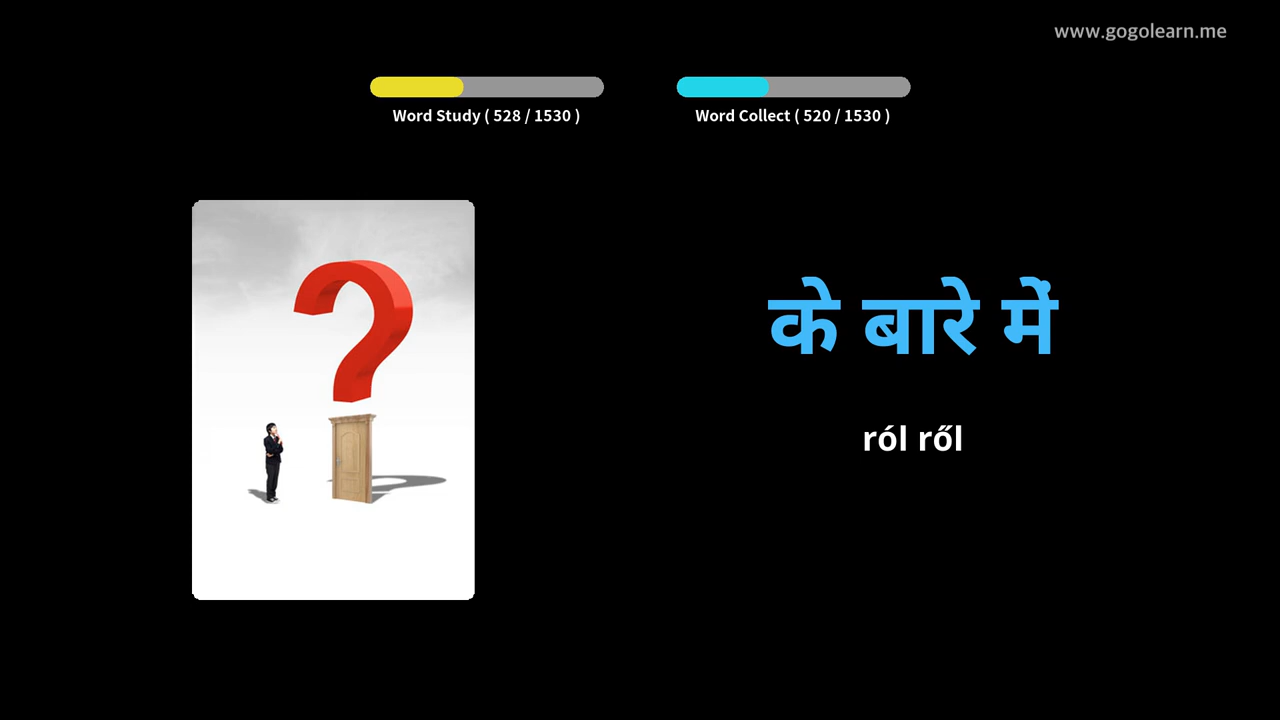 www.gogolearn.me
Word Study ( 528 / 1530 )
Word Collect ( 520 / 1530 )
के बारे में
ról ről